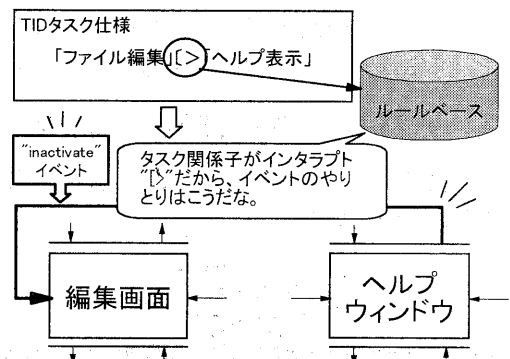 TIDタスク仕様
「ファイル編集」[>「ヘルプ表示」
ルールベース
"inactivate"
イベント
タスク関係子がインタラプト
"[>"だから、イベントのやり
とりはこうだな。
編集画面
ヘルプ
ウィンドウ